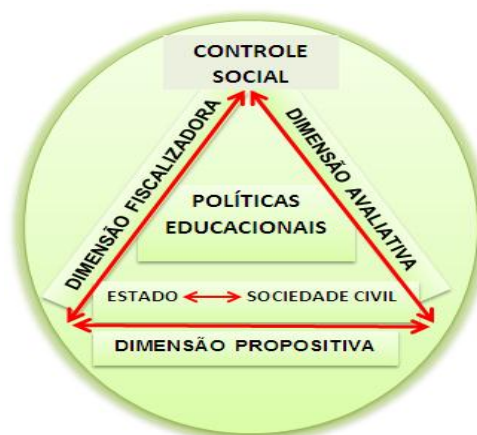 CONTROLE
SOCIAL
DIMENSÃO FISCALIZADORA
DIMENSÃO AVALIATIVA
POLÍTICAS
EDUCACIONAIS
ESTADO SOCIEDADE CIVIL
DIMENSÃO PROPOSITIVA